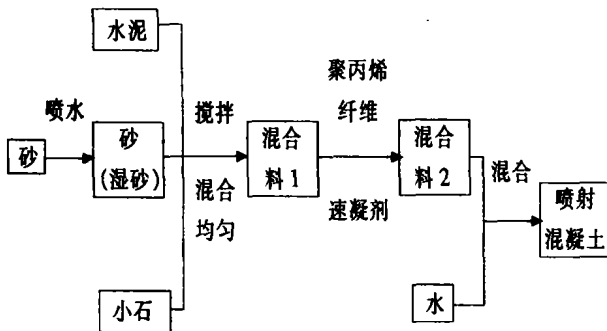 水泥
喷水
砂
砂
(湿砂)
搅拌
混合
均匀
小石
混合
料1
聚丙烯
纤维
速凝剂
混合
料2
混合
水
喷射
混凝土